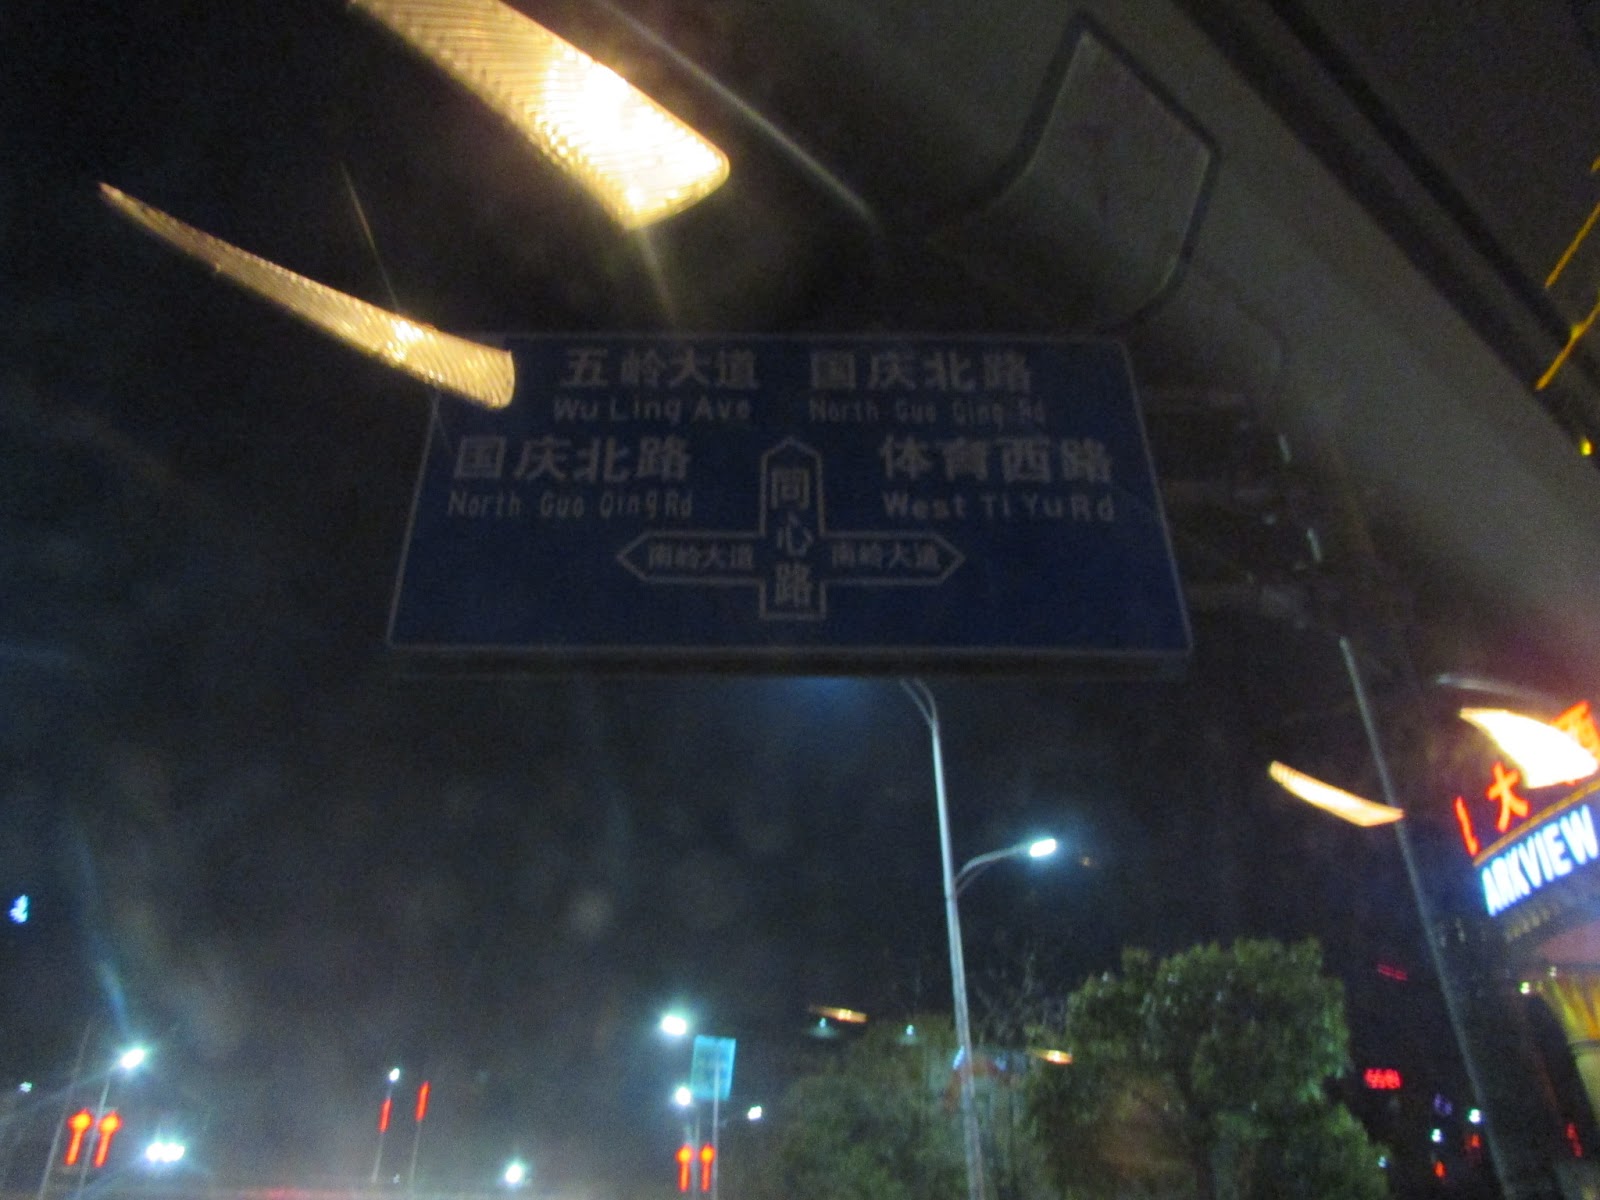 五岭大道 国庆北路
Wu Ling Ave North Guo Qing Rd
国庆北路 体育西路
North Guo Qing Rd West Ti Yu Rd
同心路
南岭大道 南岭大道
大
ARKVIEW